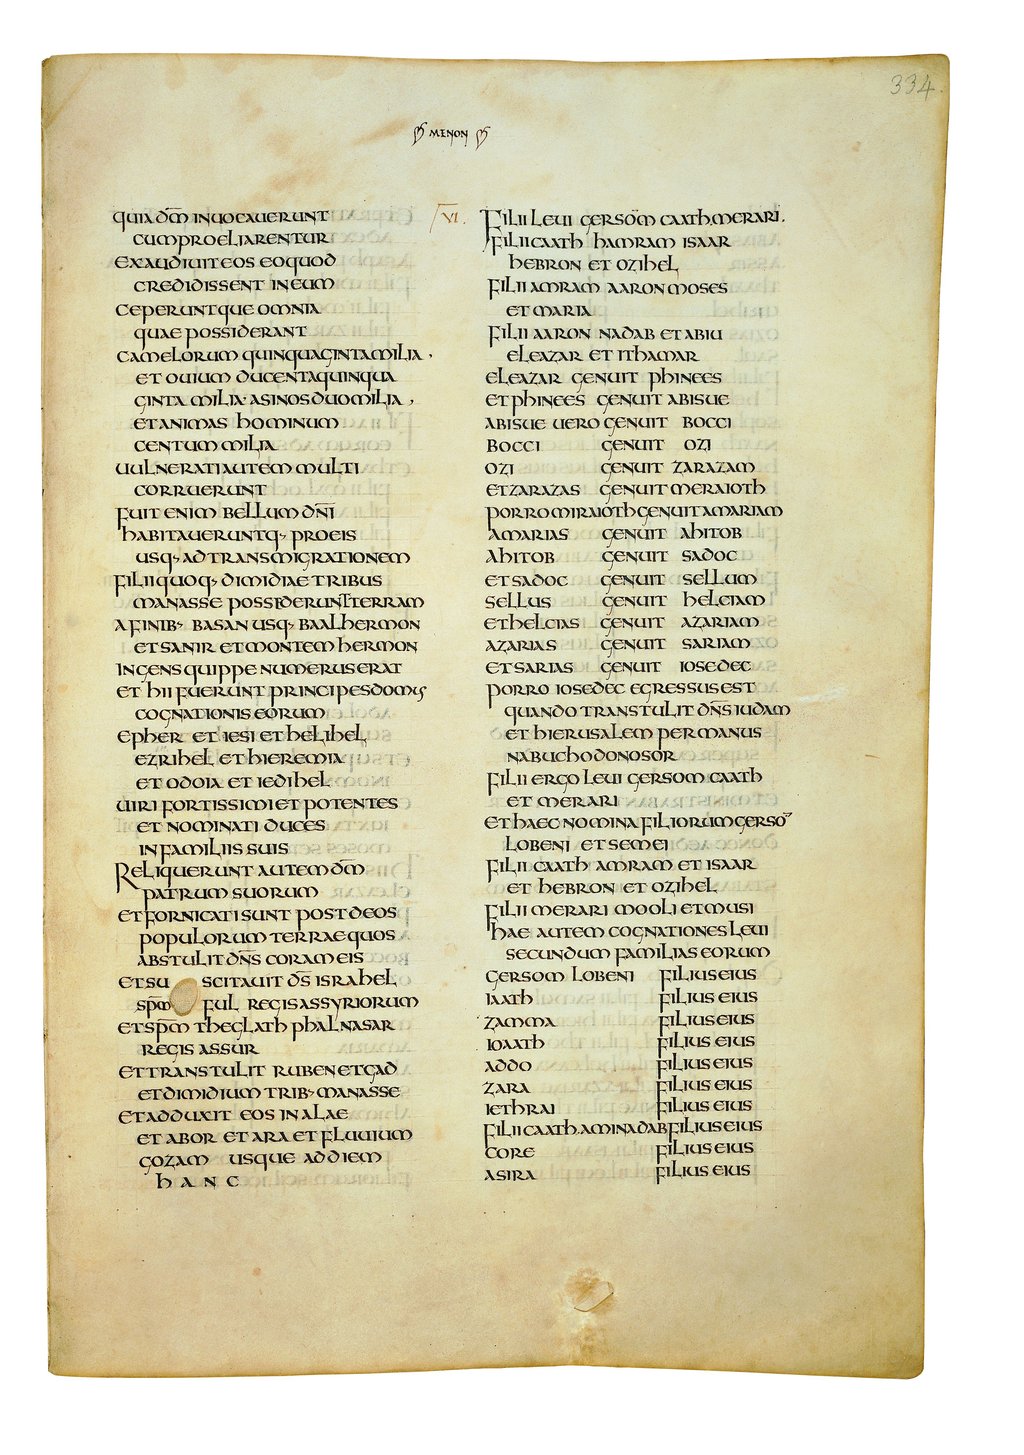 334.
MENON
QUIA DM̄ INUOCAUERUNT
CUM PROELIARENTUR
EXAUDIUIT EOS EO QUOD
CREDIDISSENT IN EUM
CEPERUNTQUE OMNIA
QUAE POSSIDERANT
CAMELORUM QUINQUAGINTA MILIA ·
ET OUIUM DUCENTA QUINQUA
GINTA MILIA · ASINOS DUO MILIA ·
ET ANIMAS HOMINUM
CENTUM MILIA
UULNERATI AUTEM MULTI
CORRUERUNT
FUIT ENIM BELLUM DN̄I
HABITAUERUNTQ· PRO EIS
USQ· AD TRANSMIGRATIONEM
FILII QUOQ· DIMIDIAE TRIBUS
MANASSE POSSIDERUNT TERRAM
A FINIB· BASAN USQ· BAALHERMON
ET SANIR ET MONTEM HERMON
INGENS QUIPPE NUMERUS ERAT
ET HII FUERUNT PRINCIPES DOMUS
COGNATIONIS EORUM
EPHER ET IESI ET HELIHEL
EZRIHEL ET HIEREMIA
ET ODOIA ET IEDIHEL
UIRI FORTISSIMI ET POTENTES
ET NOMINATI DUCES
IN FAMILIIS SUIS
RELIQUERUNT AUTEM DM̄
PATRUM SUORUM
ET FORNICATI SUNT POST DEOS
POPULORUM TERRAE QUOS
ABSTULIT DN̄S CORAM EIS
ET SUSCITAUIT DS̄ ISRAHEL
SPM̄ FUL REGIS ASSYRIORUM
ET SPM̄ THEGLATH PHALNASAR
REGIS ASSUR
ET TRANSTULIT RUBEN ET GAD
ET DIMIDIUM TRIB· MANASSE
ET ADDUXIT EOS IN ALAE
ET ABOR ET ARA ET FLUUIUM
GOZAM USQUE AD DIEM
HANC
VI. FILII LEUI GERSOM CAATH. MERARI.
FILII CAATH HAMRAM ISAAR
HEBRON ET OZIHEL
FILII AMRAM AARON MOSES
ET MARIA
FILII AARON NADAB ET ABIU
ELEAZAR ET ITHAMAR
ELEAZAR GENUIT PHINEES
ET PHINEES GENUIT ABISUE
ABISUE UERO GENUIT BOCCI
BOCCI GENUIT OZI
OZI GENUIT ZARAZAM
ET ZARAZAS GENUIT MERAIOTH
PORRO MIRAIOTH GENUIT AMARIAM
AMARIAS GENUIT AHITOB
AHITOB GENUIT SADOC
ET SADOC GENUIT SELLUM
SELLUS GENUIT HELCIAM
ET HELCIAS GENUIT AZARIAM
AZARIAS GENUIT SARIAM
ET SARIAS GENUIT IOSEDEC
PORRO IOSEDEC EGRESSUS EST
QUANDO TRANSTULIT DN̄S IUDAM
ET HIERUSALEM PER MANUS
NABUCHODONOSOR
FILII ERGO LEUI GERSOM CAATH
ET MERARI
ET HAEC NOMINA FILIORUM GERSŌ
LOBENI ET SEMEI
FILII CAATH AMRAM ET ISAAR
ET HEBRON ET OZIHEL
FILII MERARI MOOLI ET MUSI
HAE AUTEM COGNATIONES LEUI
SECUNDUM FAMILIAS EORUM
GERSOM LOBENI FILIUS EIUS
IAATH FILIUS EIUS
ZAMMA FILIUS EIUS
IOAATH FILIUS EIUS
ADDO FILIUS EIUS
ZARA FILIUS EIUS
IETHRAI FILIUS EIUS
FILII CAATH. AMINADAB FILIUS EIUS
CORE FILIUS EIUS
ASIRA FILIUS EIUS